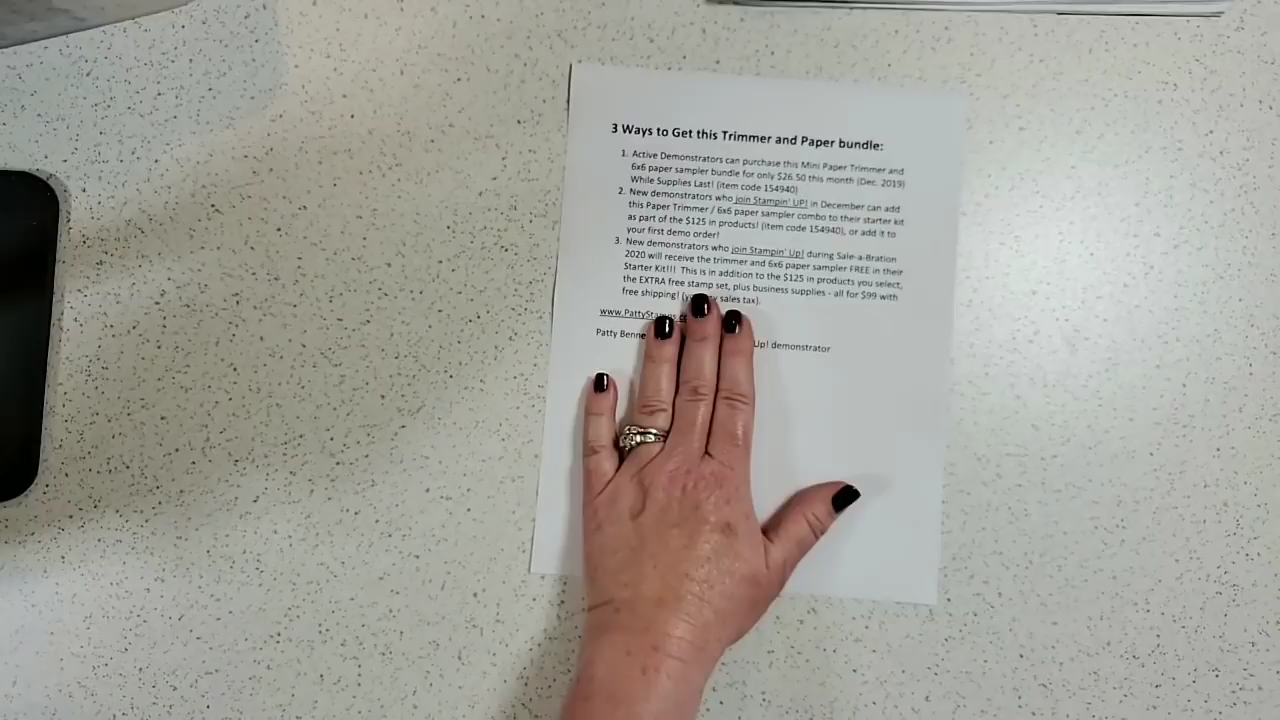 3 Ways to Get this Trimmer and Paper bundle:
1. Active Demonstrators can purchase this Mini Paper Trimmer and
6x6 paper sampler bundle for only $26.50 this month (Dec. 2019)
While Supplies Last! (item code 154940)
2. New demonstrators who join Stampin' UP! in December can add
this Paper Trimmer / 6x6 paper sampler combo to their starter kit
as part of the $125 in products! (item code 154940), or add it to
your first demo order!
3. New demonstrators who join Stampin' Up! during Sale-a-Bration
2020 will receive the trimmer and 6x6 paper sampler FREE in their
Starter Kit!!! This is in addition to the $125 in products you select,
the EXTRA free stamp set, plus business supplies - all for $99 with
free shipping! sales tax).
Patty Up! demonstrator